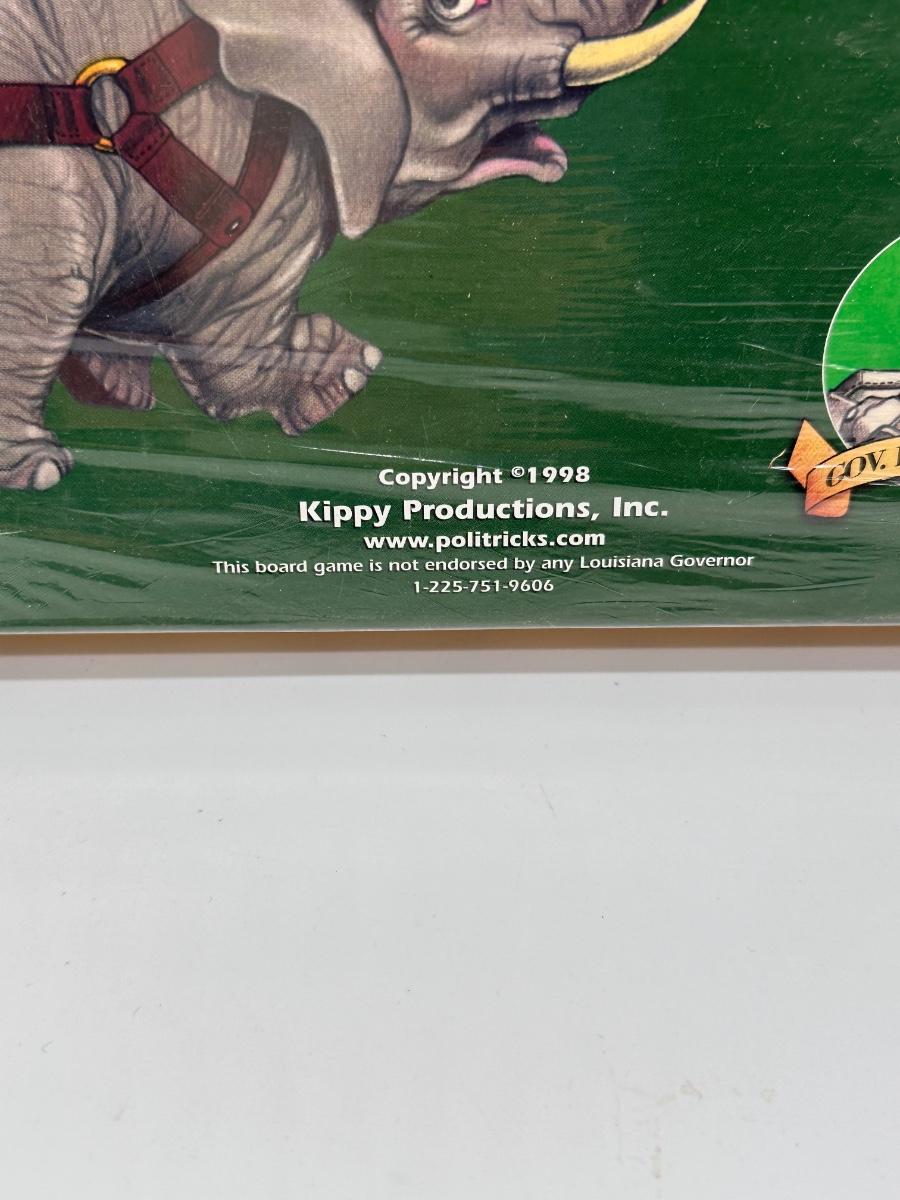 Copyright ©1998
Kippy Productions, Inc.
www.politricks.com
This board game is not endorsed by any Louisiana Governor
1-225-751-9606
GOV.